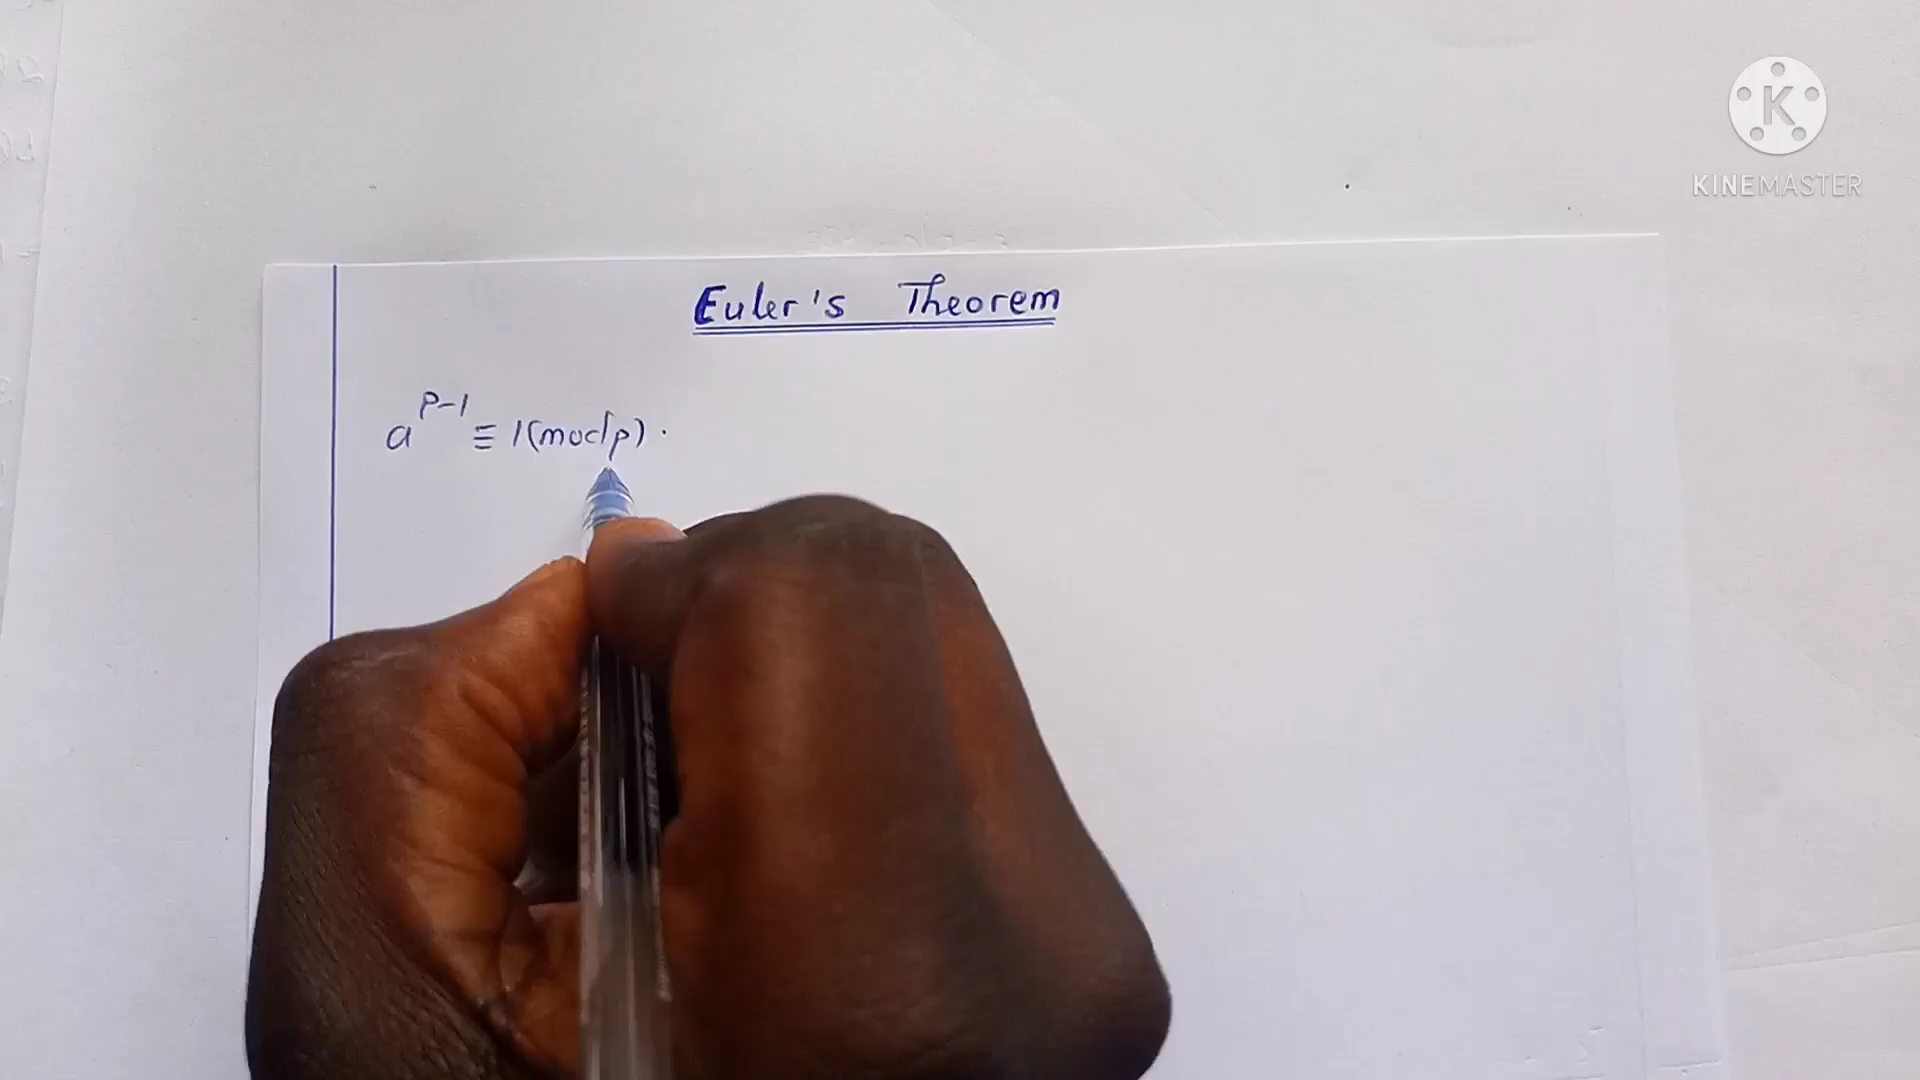 K
KINEMASTER
Euler's Theorem
a^{p-1} ≡ 1(mod p).